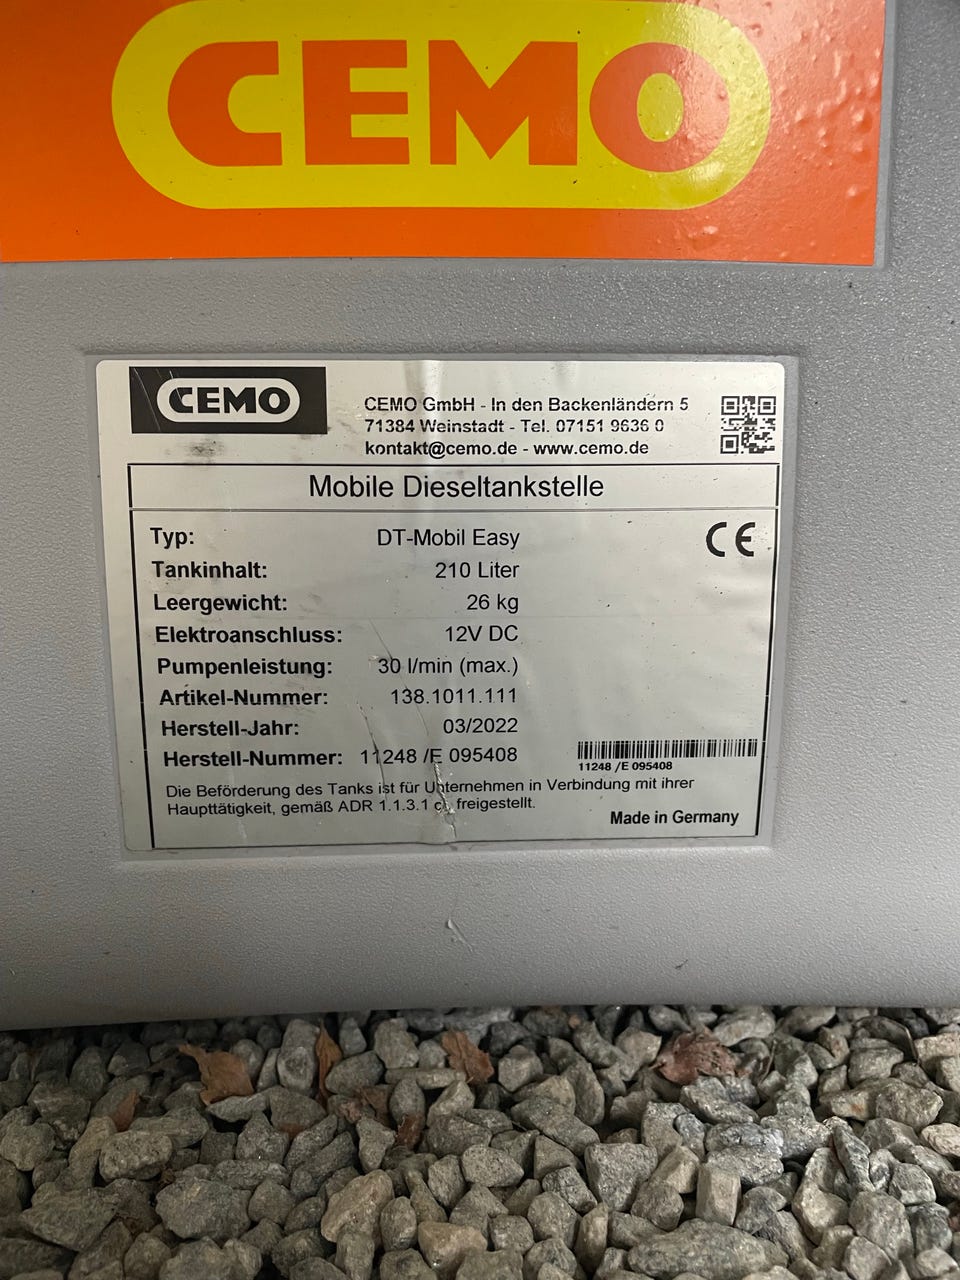 CEMO
CEMO
CEMO GmbH - In den Backenländern 5
71384 Weinstadt - Tel. 07151 9636 0
kontakt@cemo.de - www.cemo.de
Mobile Dieseltankstelle
Typ: DT-Mobil Easy
CE
Tankinhalt: 210 Liter
Leergewicht: 26 kg
Elektroanschluss: 12V DC
Pumpenleistung: 30 l/min (max.)
Artikel-Nummer: 138.1011.111
Herstell-Jahr: 03/2022
Herstell-Nummer: 11248 /E 095408
11248 /E 095408
Die Beförderung des Tanks ist für Unternehmen in Verbindung mit ihrer
Haupttätigkeit, gemäß ADR 1.1.3.1 c, freigestellt.
Made in Germany